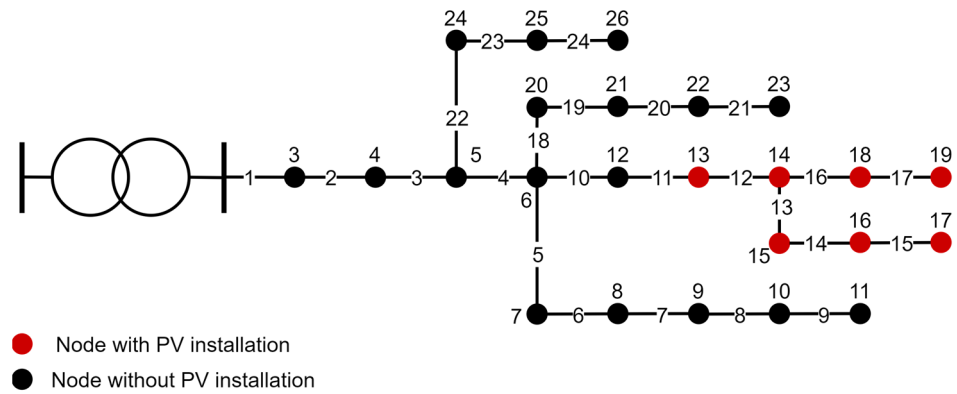 24 25 26
23 24
20 21 22 23
22 19 20 21
18
3 4 5 12 13 14 18 19
1 2 3 4 10 11 12 16 17
6 13
15 16 17
14 15
5
8 9 10 11
7 6 7 8 9
Node with PV installation
Node without PV installation